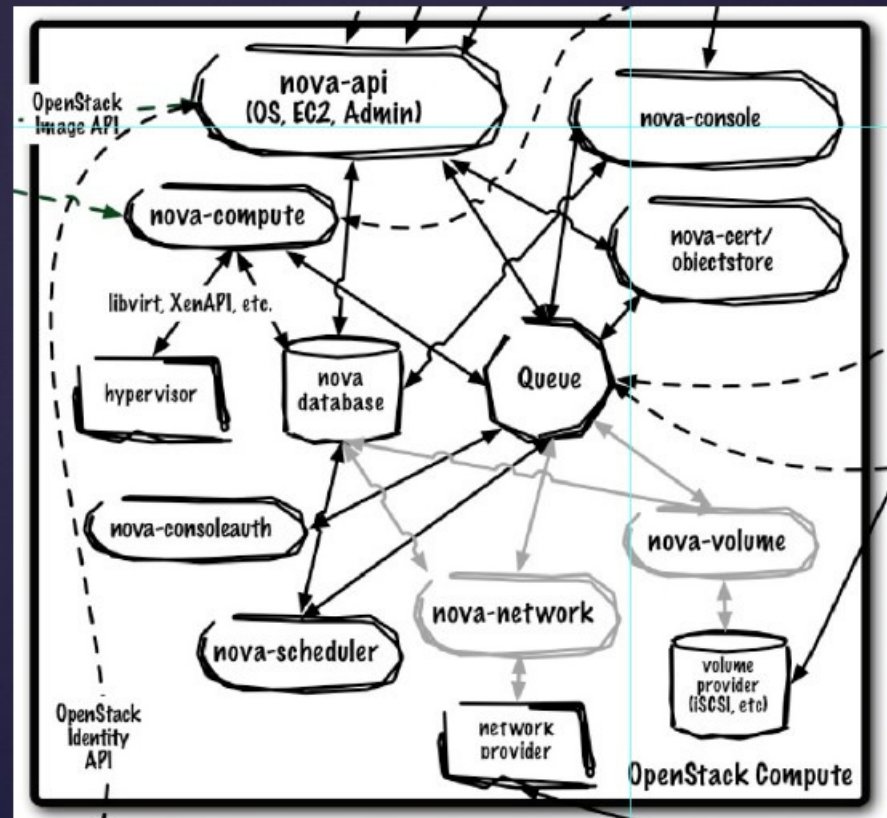 nova-api
(OS, EC2, Admin)
nova-console
OpenStack
Image API
nova-compute
nova-cert/
objectstore
libvirt, XenAPI, etc.
hypervisor
nova
database
Queue
nova-consoleauth
nova-volume
nova-network
nova-scheduler
volume
provider
(iSCSI, etc)
OpenStack
Identity
API
network
provider
OpenStack Compute